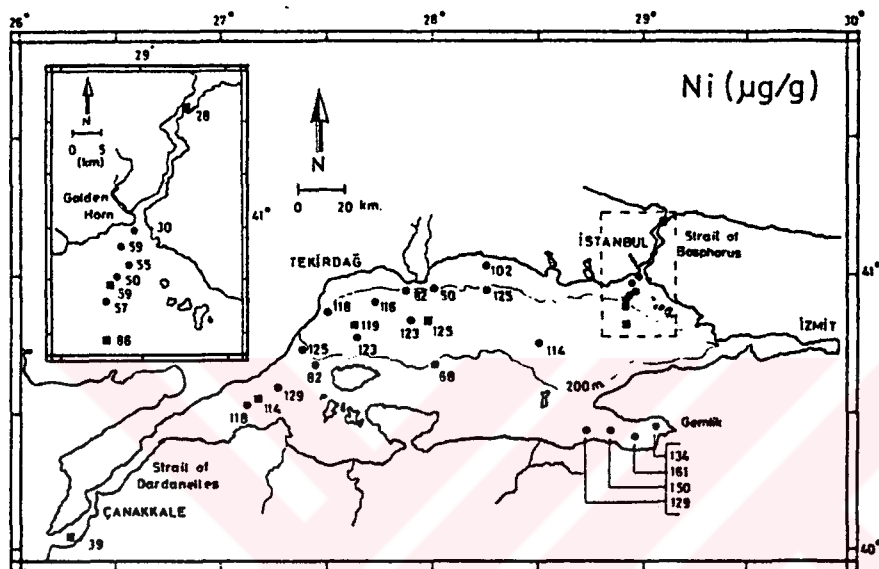 26° 27° 28° 29° 30°
29°
Ni (μg/g)
N
0 5
(km)
28
N
0 20 km.
Golden
Horn
41°
30
59
55
50
59
57
86
İSTANBUL
Strait of
Bosphorus
TEKİRDAĞ
102
41°
82 50 125
118 116
119 123 125
123
125
114
İZMİT
82 68
200m
129
118 114
Gemlik
134
161
150
129
Strait of
Dardanelles
ÇANAKKALE
39
40°